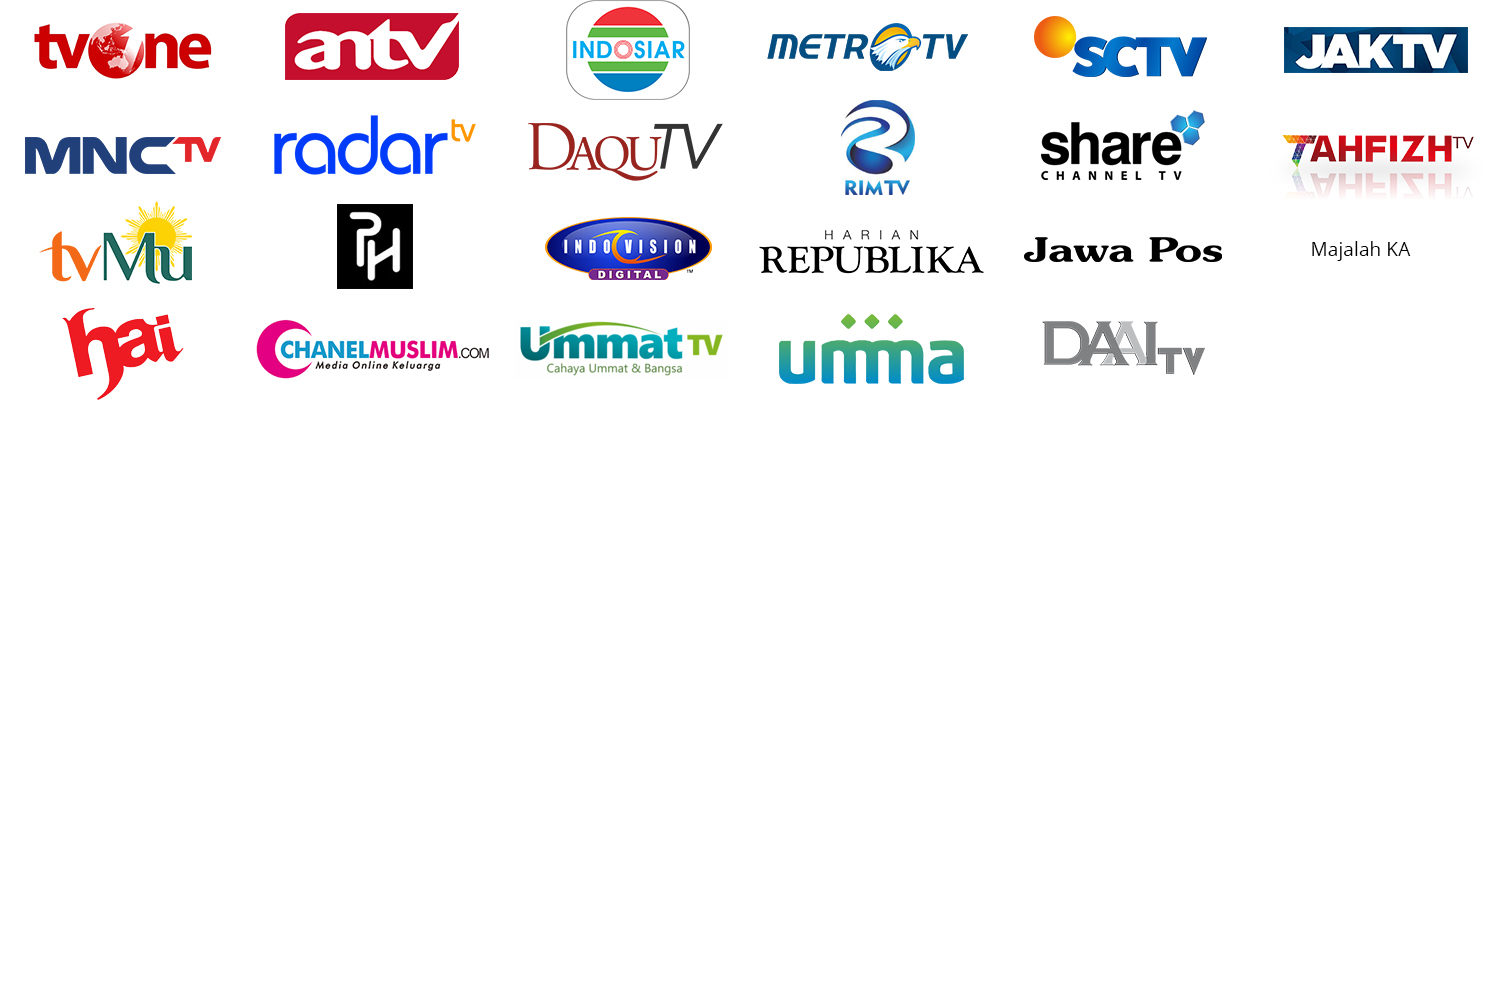 tvOne
antv
INDOSIAR
METRO TV
SCTV
JAKTV
MNCTV
radar tv
DAQU TV
RIMTV
share
CHANNEL TV
TAHFIZH TV
tvMu
PH
INDOVISION
DIGITAL
TM
HARIAN
REPUBLIKA
Jawa Pos
Majalah KA
hai
CHANELMUSLIM.COM
Media Online Keluarga
Ummat TV
Cahaya Ummat & Bangsa
umma
DAAI TV